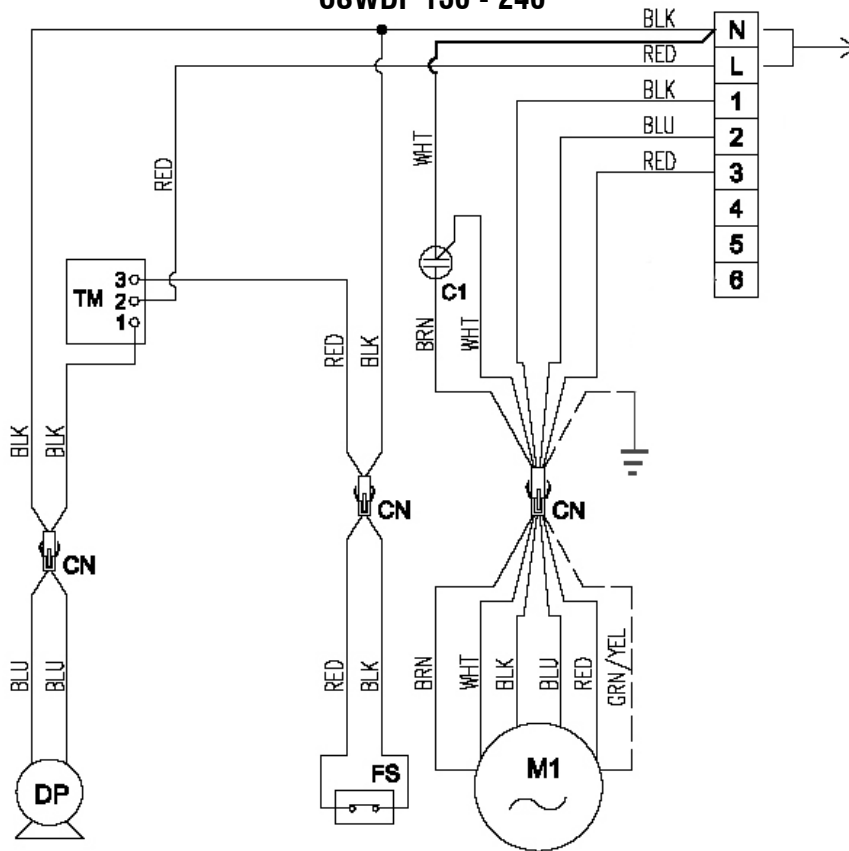 BLK
N
RED
L
BLK
1
BLU
2
RED
3
4
5
6
WHT
RED
TM
3
2
1
C1
BRN
WHT
RED
BLK
BLK
BLK
CN
CN
CN
BLU
BLU
RED
BLK
BRN
WHT
BLK
BLU
RED
GRN/YEL
DP
FS
M1